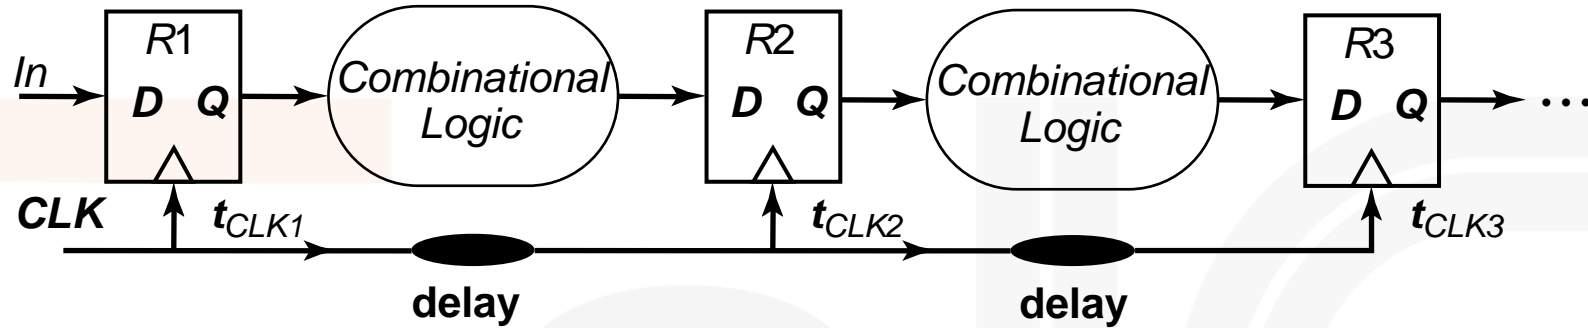 In
R1
D Q
Combinational
Logic
R2
D Q
Combinational
Logic
R3
D Q
...
CLK
tCLK1
tCLK2
tCLK3
delay
delay